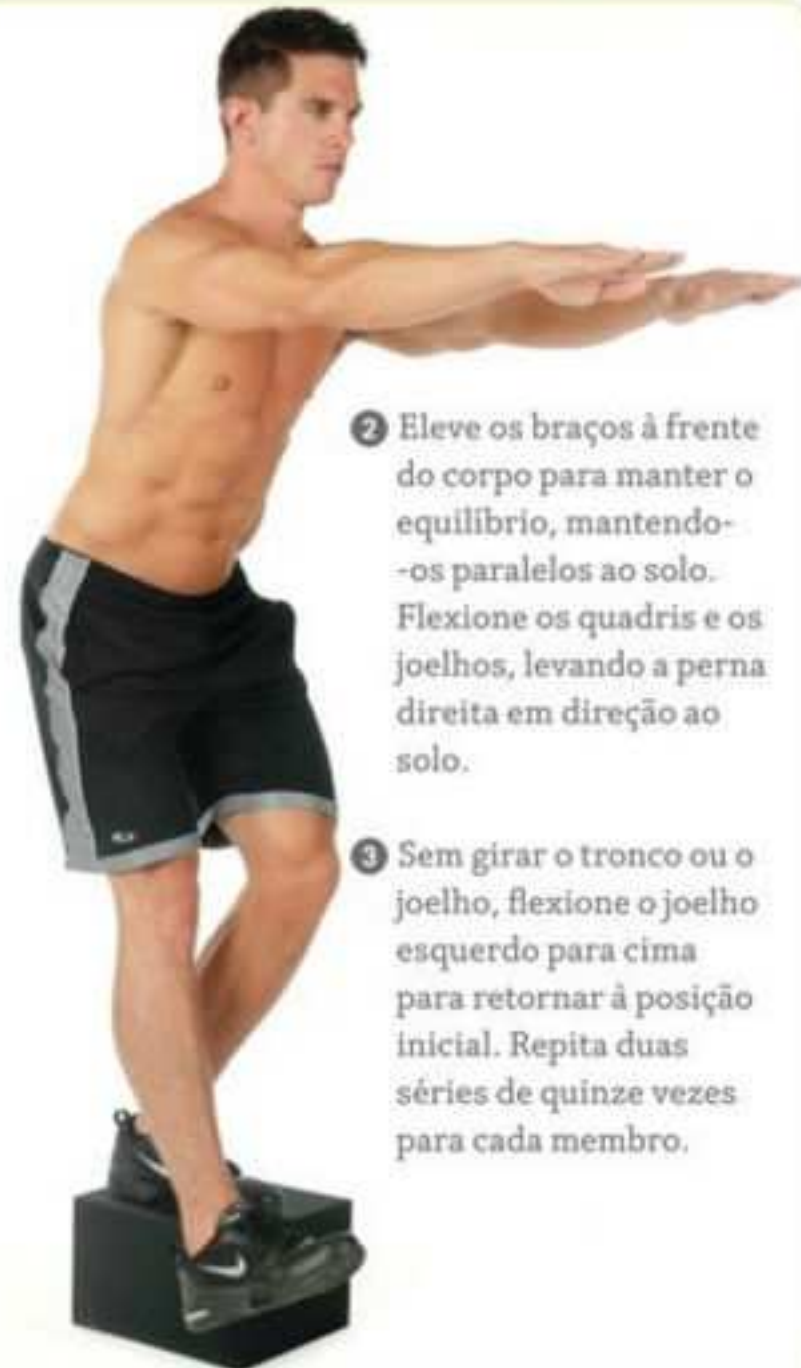 2 Eleve os braços à frente
do corpo para manter o
equilíbrio, mantendo-
-os paralelos ao solo.
Flexione os quadris e os
joelhos, levando a perna
direita em direção ao
solo.
3 Sem girar o tronco ou o
joelho, flexione o joelho
esquerdo para cima
para retornar à posição
inicial. Repita duas
séries de quinze vezes
para cada membro.